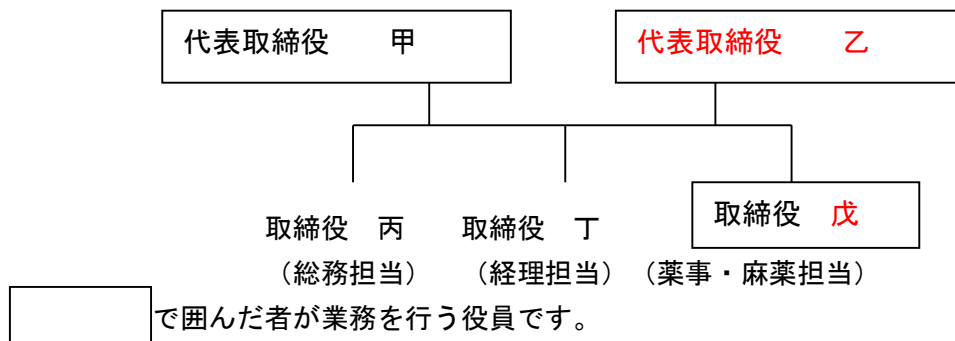 代表取締役　　甲
代表取締役　　乙
取締役　丙
(総務担当)
取締役　丁
(経理担当)
取締役　戊
(薬事・麻薬担当)
で囲んだ者が業務を行う役員です。